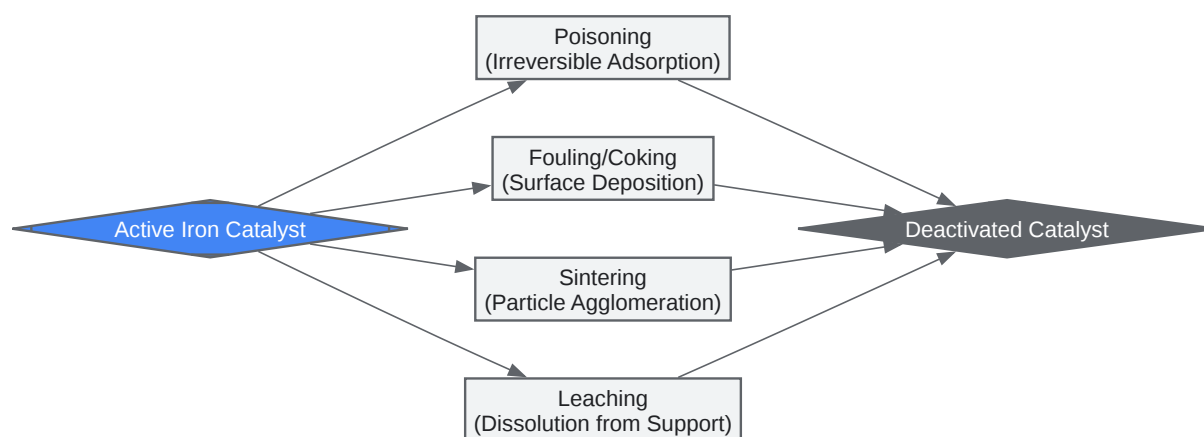 Poisoning
(Irreversible Adsorption)
Fouling/Coking
(Surface Deposition)
Active Iron Catalyst
Deactivated Catalyst
Sintering
(Particle Agglomeration)
Leaching
(Dissolution from Support)